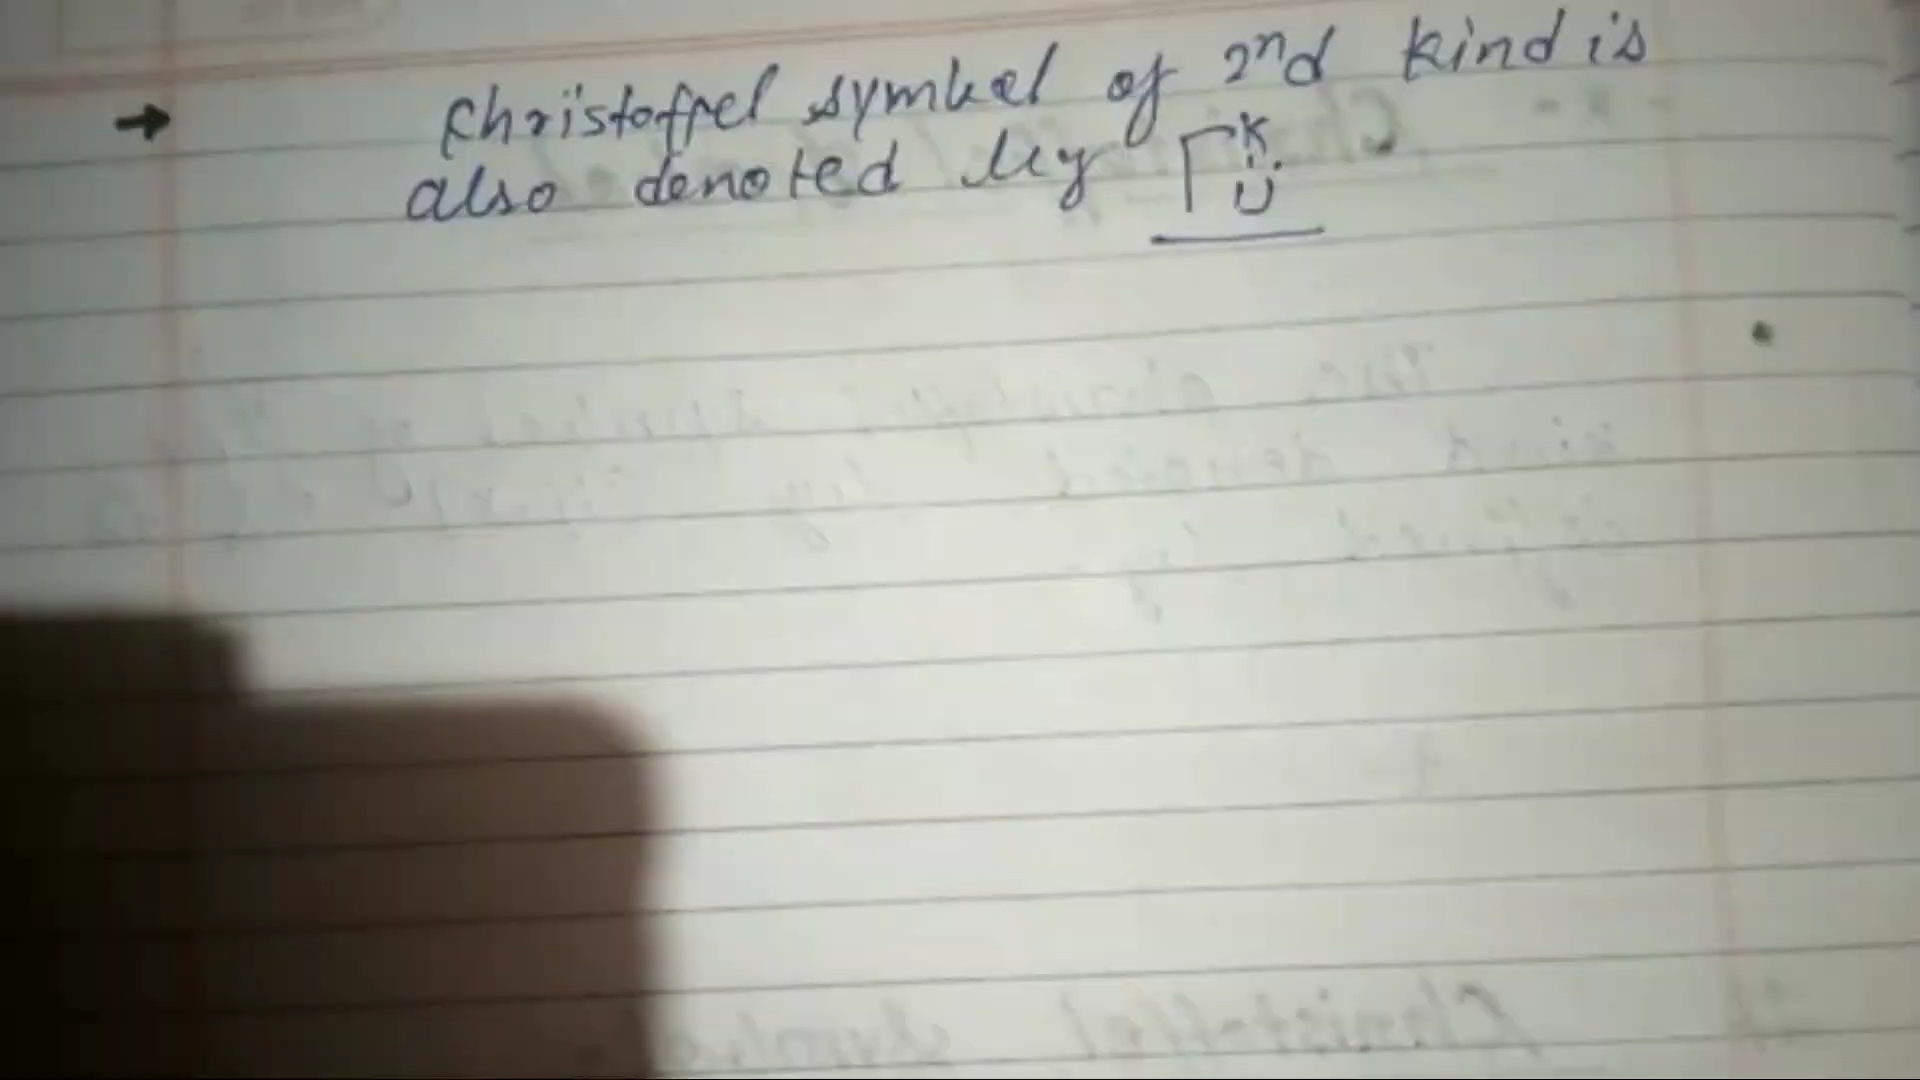 → Christoffel symbol of 2nd kind is
also denoted by Γᵏᵢⱼ